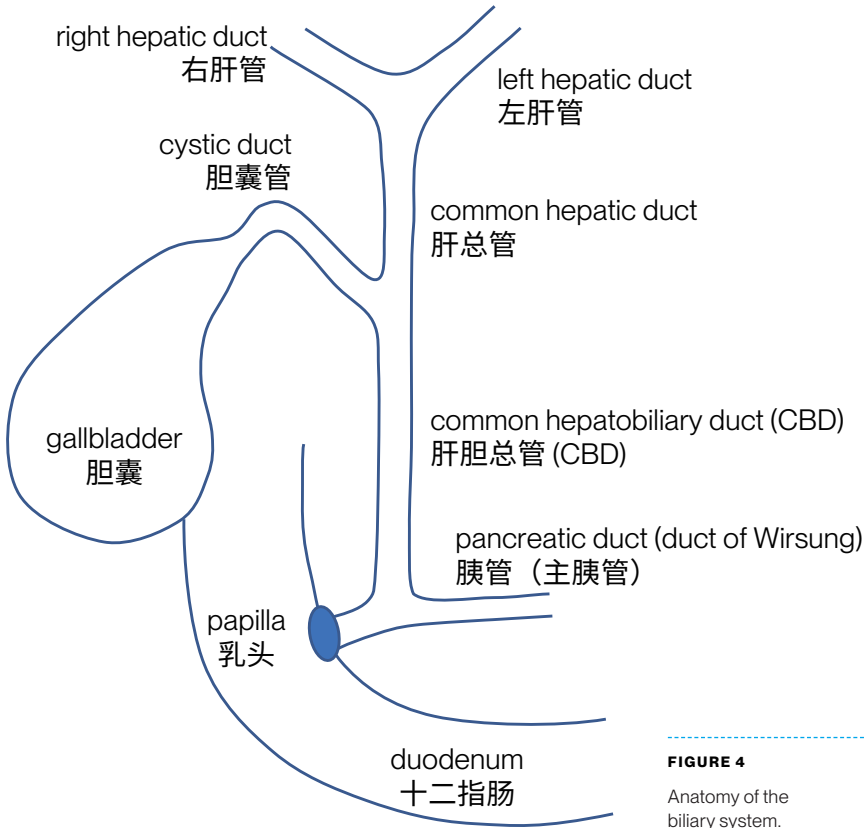 right hepatic duct
右肝管
left hepatic duct
左肝管
cystic duct
胆囊管
common hepatic duct
肝总管
gallbladder
胆囊
common hepatobiliary duct (CBD)
肝胆总管 (CBD)
pancreatic duct (duct of Wirsung)
胰管（主胰管）
papilla
乳头
duodenum
十二指肠
FIGURE 4
Anatomy of the
biliary system.